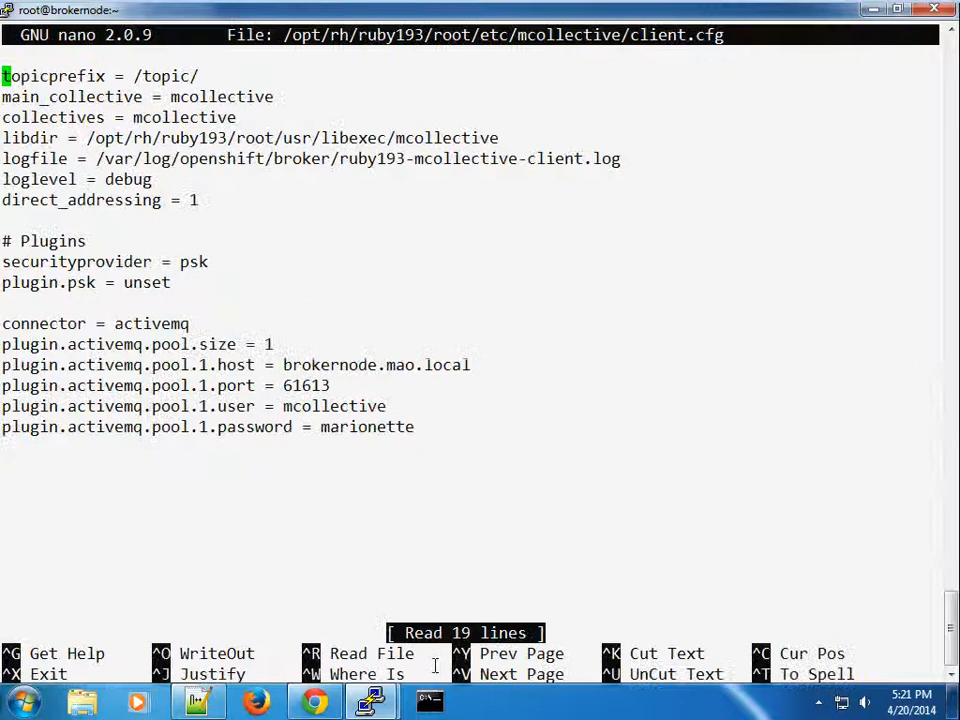 root@brokernode:~
GNU nano 2.0.9 File: /opt/rh/ruby193/root/etc/mcollective/client.cfg
topicprefix = /topic/
main_collective = mcollective
collectives = mcollective
libdir = /opt/rh/ruby193/root/usr/libexec/mcollective
logfile = /var/log/openshift/broker/ruby193-mcollective-client.log
loglevel = debug
direct_addressing = 1
# Plugins
securityprovider = psk
plugin.psk = unset
connector = activemq
plugin.activemq.pool.size = 1
plugin.activemq.pool.1.host = brokernode.mao.local
plugin.activemq.pool.1.port = 61613
plugin.activemq.pool.1.user = mcollective
plugin.activemq.pool.1.password = marionette
[ Read 19 lines ]
^G Get Help ^O WriteOut ^R Read File ^Y Prev Page ^K Cut Text ^C Cur Pos
^X Exit ^J Justify ^W Where Is ^V Next Page ^U UnCut Text ^T To Spell
5:21 PM
4/20/2014